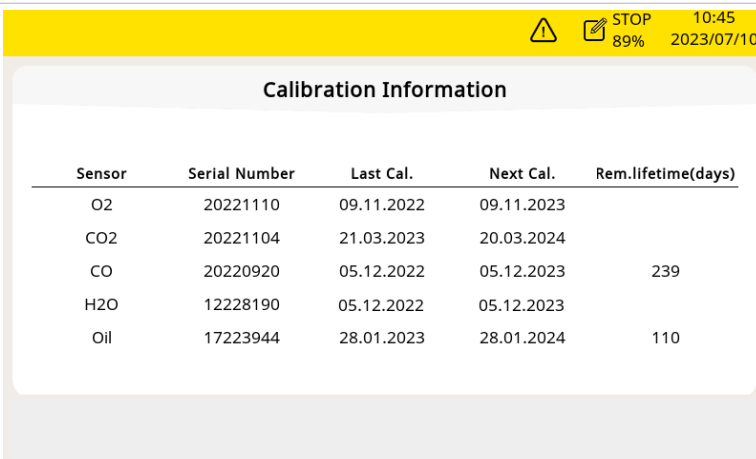 STOP 10:45
89% 2023/07/10
Calibration Information
Sensor Serial Number Last Cal. Next Cal. Rem.lifetime(days)
O2 20221110 09.11.2022 09.11.2023
CO2 20221104 21.03.2023 20.03.2024
CO 20220920 05.12.2022 05.12.2023 239
H2O 12228190 05.12.2022 05.12.2023
Oil 17223944 28.01.2023 28.01.2024 110